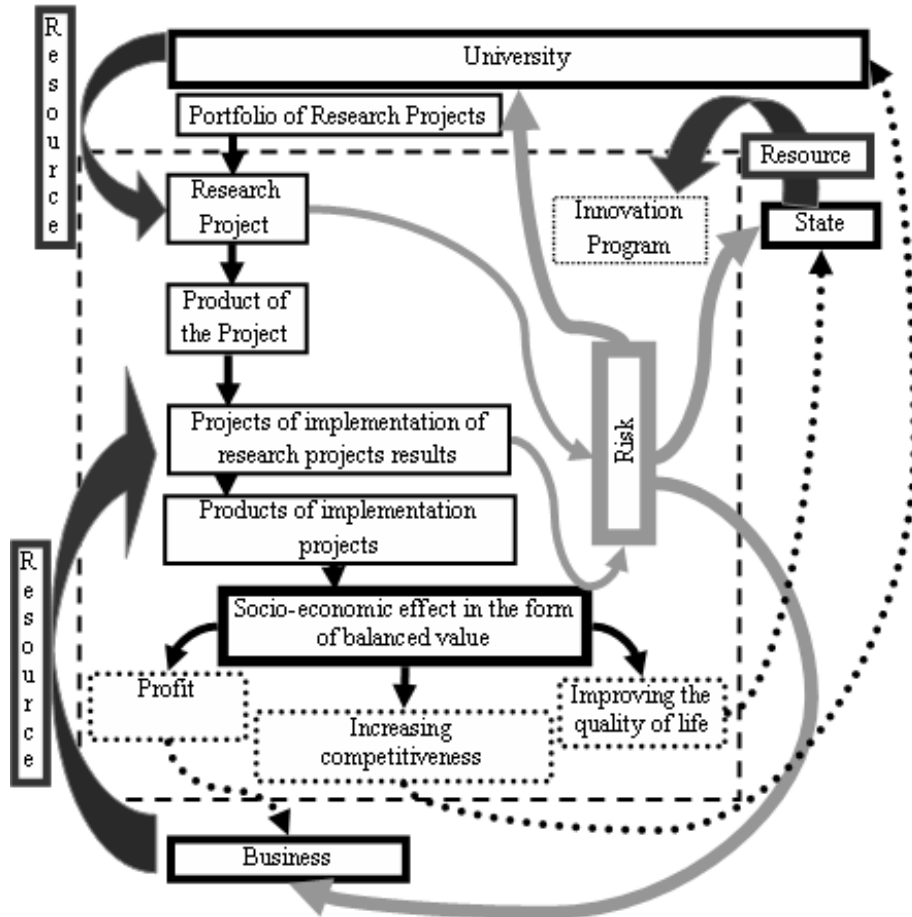 Resource
University
Portfolio of Research Projects
Resource
Research
Project
Innovation
Program
State
Product of
the Project
Projects of implementation of
research projects results
Risk
Products of implementation
projects
Resource
Socio-economic effect in the form
of balanced value
Profit
Increasing
competitiveness
Improving the
quality of life
Business